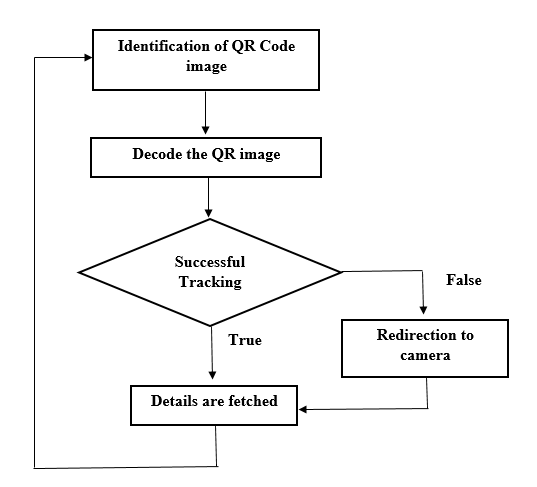 Identification of QR Code
image
Decode the QR image
Successful
Tracking
False
True
Redirection to
camera
Details are fetched